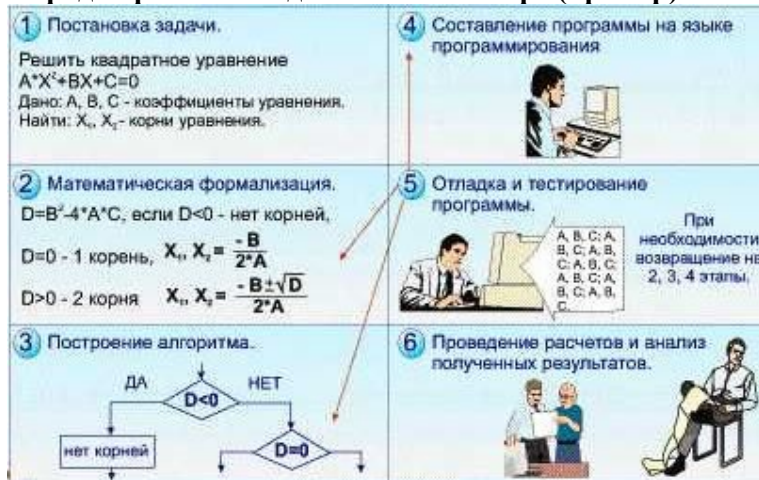 1 Постановка задачи.
Решить квадратное уравнение
A*X²+BX+C=0
Дано: A, B, C - коэффициенты уравнения.
Найти: X₁, X₂ - корни уравнения.
2 Математическая формализация.
D=B²-4*A*C, если D<0 - нет корней,
D=0 - 1 корень, X₁, X₂ = -B / 2*A
D>0 - 2 корня X₁, X₂ = -B±√D / 2*A
3 Построение алгоритма.
ДА НЕТ
D<0
нет корней
D=0
4 Составление программы на языке
программирования
5 Отладка и тестирование
программы.
A, B, C; A,
B, C; A, B,
C; A, B, C;
A, B, C; A,
B, C; A, B,
C.
При
необходимости
возвращение на
2, 3, 4 этапы.
6 Проведение расчетов и анализ
полученных результатов.